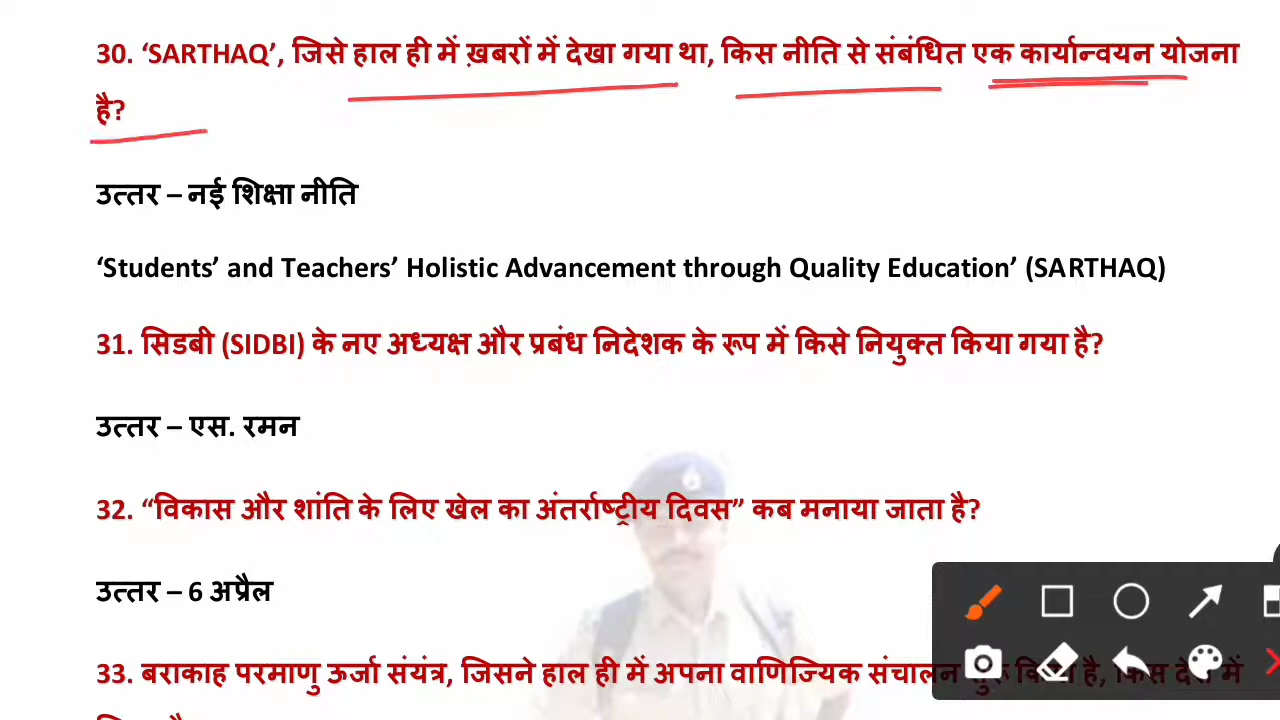 30. ‘SARTHAQ’, जिसे हाल ही में ख़बरों में देखा गया था, किस नीति से संबंधित एक कार्यान्वयन योजना
है?
उत्तर – नई शिक्षा नीति
‘Students’ and Teachers’ Holistic Advancement through Quality Education’ (SARTHAQ)
31. सिडबी (SIDBI) के नए अध्यक्ष और प्रबंध निदेशक के रूप में किसे नियुक्त किया गया है?
उत्तर – एस. रमन
32. “विकास और शांति के लिए खेल का अंतर्राष्ट्रीय दिवस” कब मनाया जाता है?
उत्तर – 6 अप्रैल
33. बराकाह परमाणु ऊर्जा संयंत्र, जिसने हाल ही में अपना वाणिज्यिक संचालन है, किस में